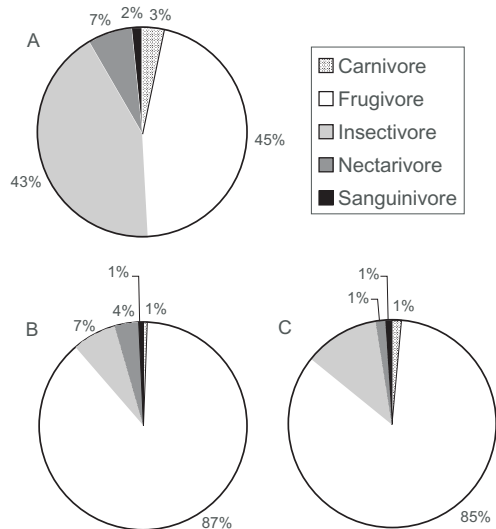 7%
2%
3%
A
45%
43%
Carnivore
Frugivore
Insectivore
Nectarivore
Sanguinivore
B
1%
4%
1%
7%
87%
C
1%
1%
1%
85%